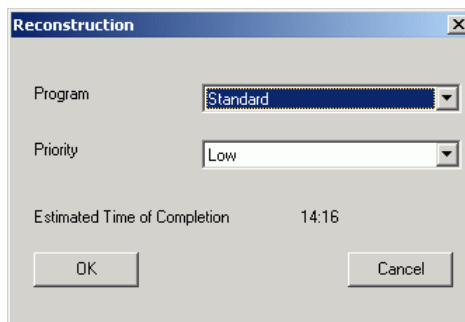 Reconstruction
Program Standard
Priority Low
Estimated Time of Completion 14:16
OK Cancel